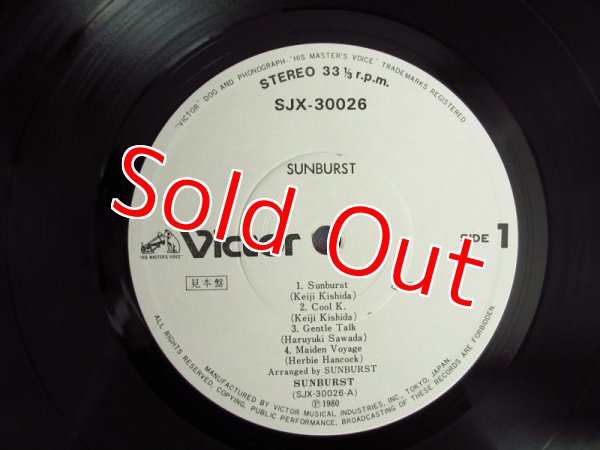 "VICTOR" DOG AND PHONOGRAPH. "HIS MASTER'S VOICE" TRADEMARKS REGISTERED
STEREO 33 1/3 r.p.m.
SJX-30026
SUNBURST
Sold Out
"HIS MASTER'S VOICE"
Victor
SIDE 1
見本盤
1. Sunburst
(Keiji Kishida)
2. Cool K.
(Keiji Kishida)
3. Gentle Talk
(Haruyuki Sawada)
4. Maiden Voyage
(Herbie Hancock)
Arranged by SUNBURST
SUNBURST
(SJX-30026-A)
Ⓟ1980
MANUFACTURED BY VICTOR MUSICAL INDUSTRIES, INC., TOKYO, JAPAN.
ALL RIGHTS RESERVED, COPYING, PUBLIC PERFORMANCE, BROADCASTING OF THESE RECORDS ARE FORBIDDEN.